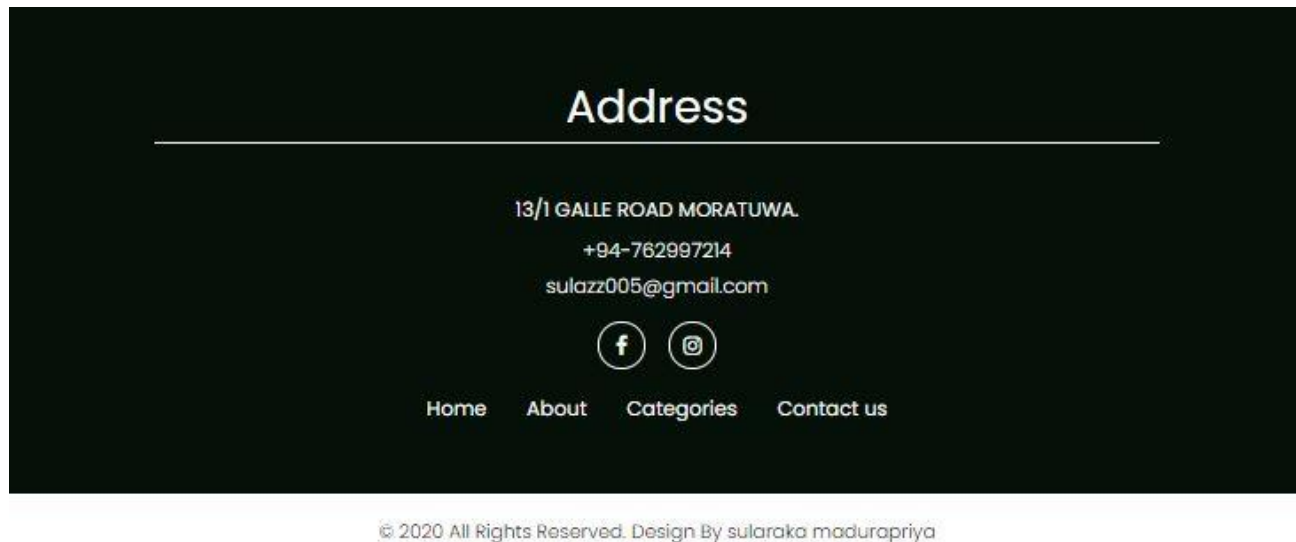 Address
13/1 GALLE ROAD MORATUWA.
+94-762997214
sulazz005@gmail.com
Home About Categories Contact us
© 2020 All Rights Reserved. Design By sularaka madurapriya